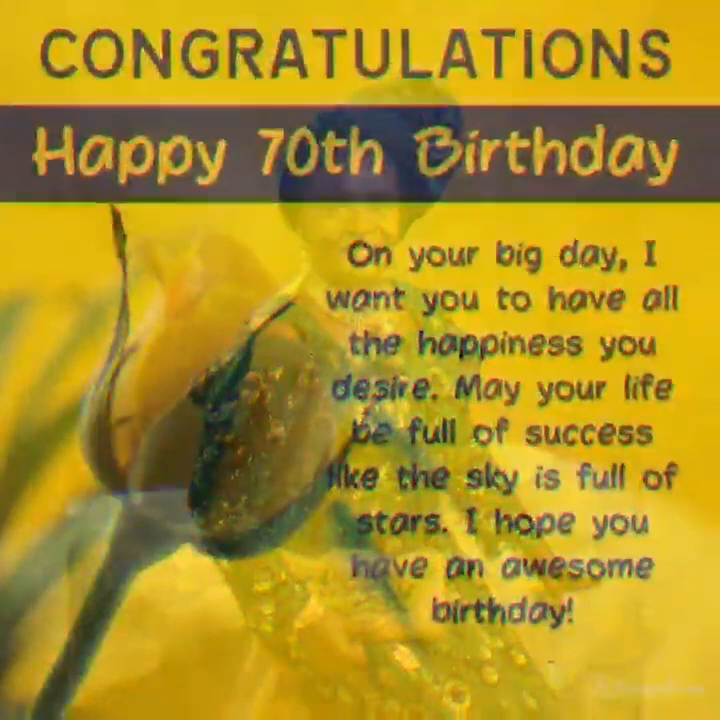 CONGRATULATIONS
Happy 70th Birthday
On your big day, I
want you to have all
the happiness you
desire. May your life
be full of success
like the sky is full of
stars. I hope you
have an awesome
birthday!